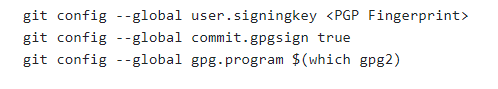 git config --global user.signingkey <PGP Fingerprint>
git config --global commit.gpgsign true
git config --global gpg.program $(which gpg2)